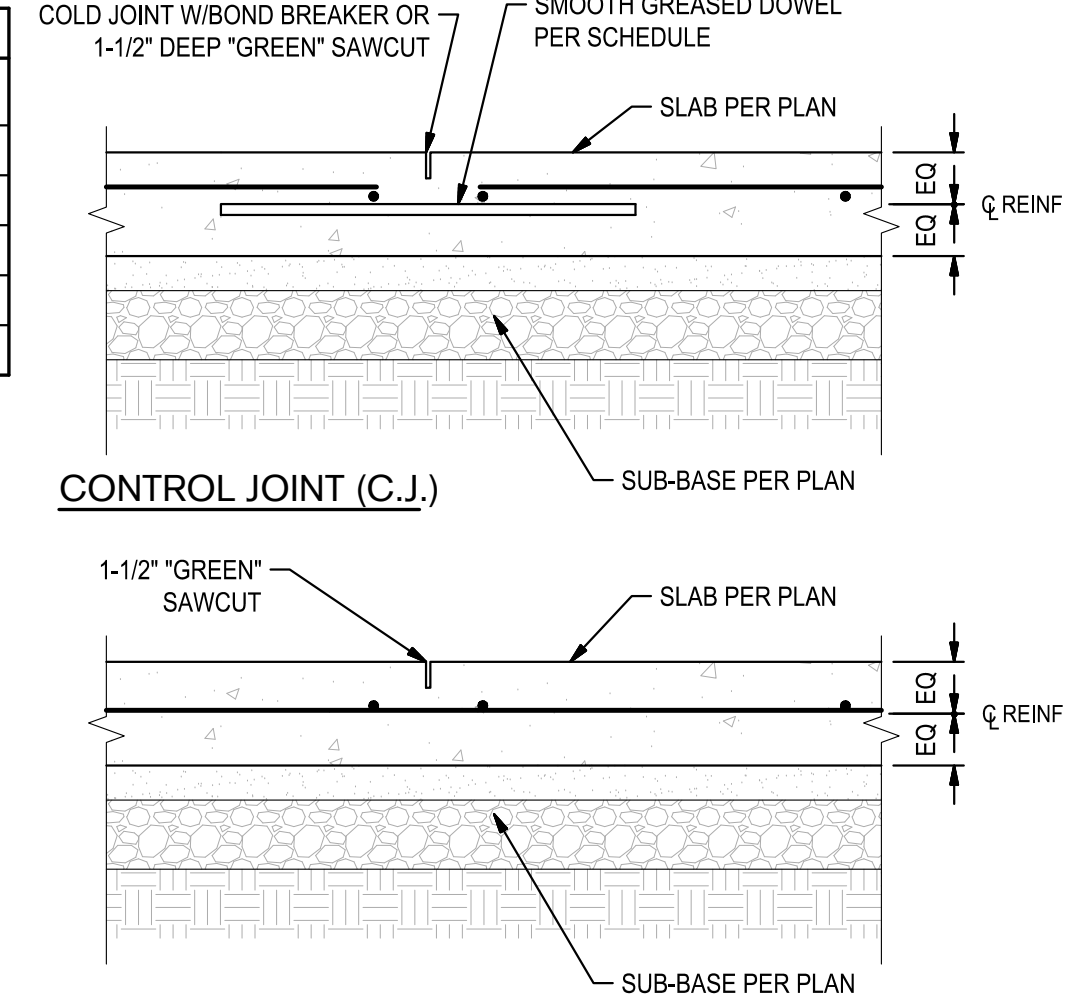 COLD JOINT W/BOND BREAKER OR
1-1/2" DEEP "GREEN" SAWCUT
SMOOTH GREASED DOWEL
PER SCHEDULE
SLAB PER PLAN
EQ
EQ
℄ REINF
SUB-BASE PER PLAN
CONTROL JOINT (C.J.)
1-1/2" "GREEN"
SAWCUT
SLAB PER PLAN
EQ
EQ
℄ REINF
SUB-BASE PER PLAN